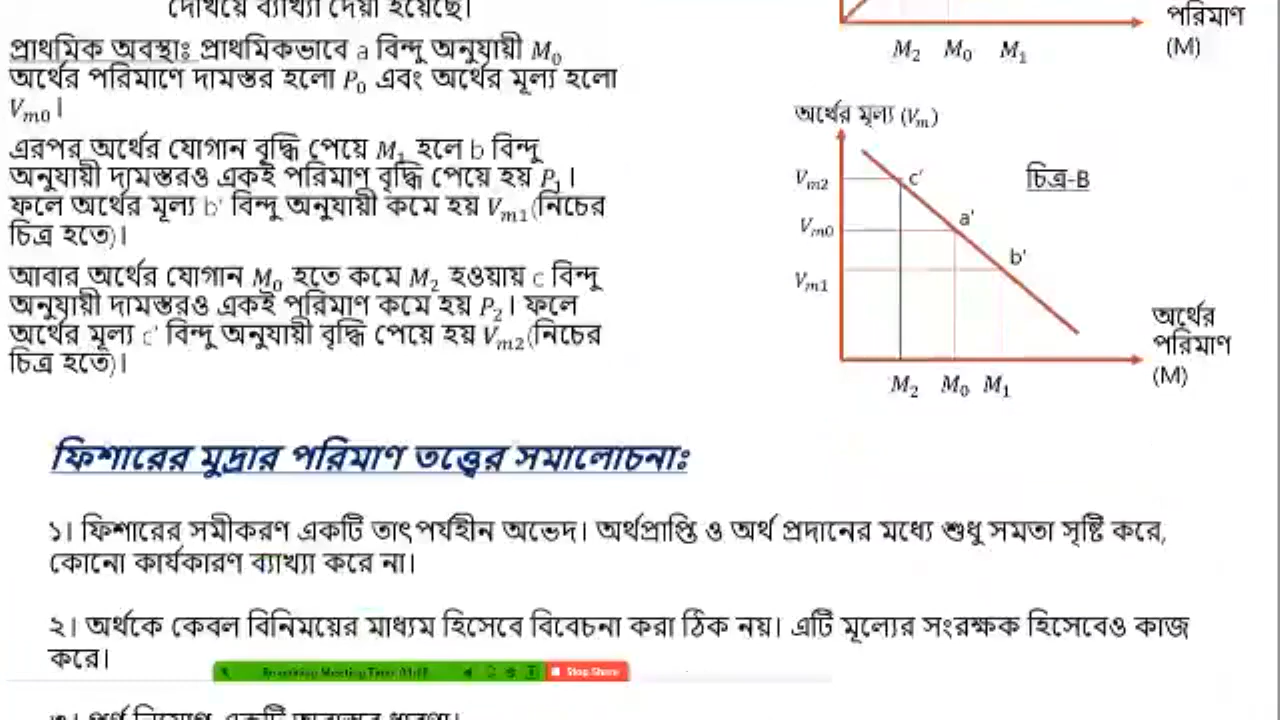 দেখিয়ে ব্যাখ্যা দেয়া হয়েছে।
প্রাথমিক অবস্থাঃ প্রাথমিকভাবে a বিন্দু অনুযায়ী M₀
অর্থের পরিমাণে দামস্তর হলো P₀ এবং অর্থের মূল্য হলো
Vₘ₀।
এরপর অর্থের যোগান বৃদ্ধি পেয়ে M₁ হলে b বিন্দু
অনুযায়ী দামস্তরও একই পরিমাণ বৃদ্ধি পেয়ে হয় P₁।
ফলে অর্থের মূল্য b' বিন্দু অনুযায়ী কমে হয় Vₘ₁(নিচের
চিত্র হতে)।
আবার অর্থের যোগান M₀ হতে কমে M₂ হওয়ায় c বিন্দু
অনুযায়ী দামস্তরও একই পরিমাণ কমে হয় P₂। ফলে
অর্থের মূল্য c' বিন্দু অনুযায়ী বৃদ্ধি পেয়ে হয় Vₘ₂(নিচের
চিত্র হতে)।
পরিমাণ
(M)
M₂ M₀ M₁
অর্থের মূল্য (Vₘ)
চিত্র-B
Vₘ₂ c'
a'
Vₘ₀
b'
Vₘ₁
অর্থের
পরিমাণ
(M)
M₂ M₀ M₁
ফিশারের মুদ্রার পরিমাণ তত্ত্বের সমালোচনাঃ
১। ফিশারের সমীকরণ একটি তাৎপর্যহীন অভেদ। অর্থপ্রাপ্তি ও অর্থ প্রদানের মধ্যে শুধু সমতা সৃষ্টি করে,
কোনো কার্যকারণ ব্যাখ্যা করে না।
২। অর্থকে কেবল বিনিময়ের মাধ্যম হিসেবে বিবেচনা করা ঠিক নয়। এটি মূল্যের সংরক্ষক হিসেবেও কাজ
করে।
Stop Share
৩। পূর্ণ নিয়োগ একটি অবাস্তব ধারণা।